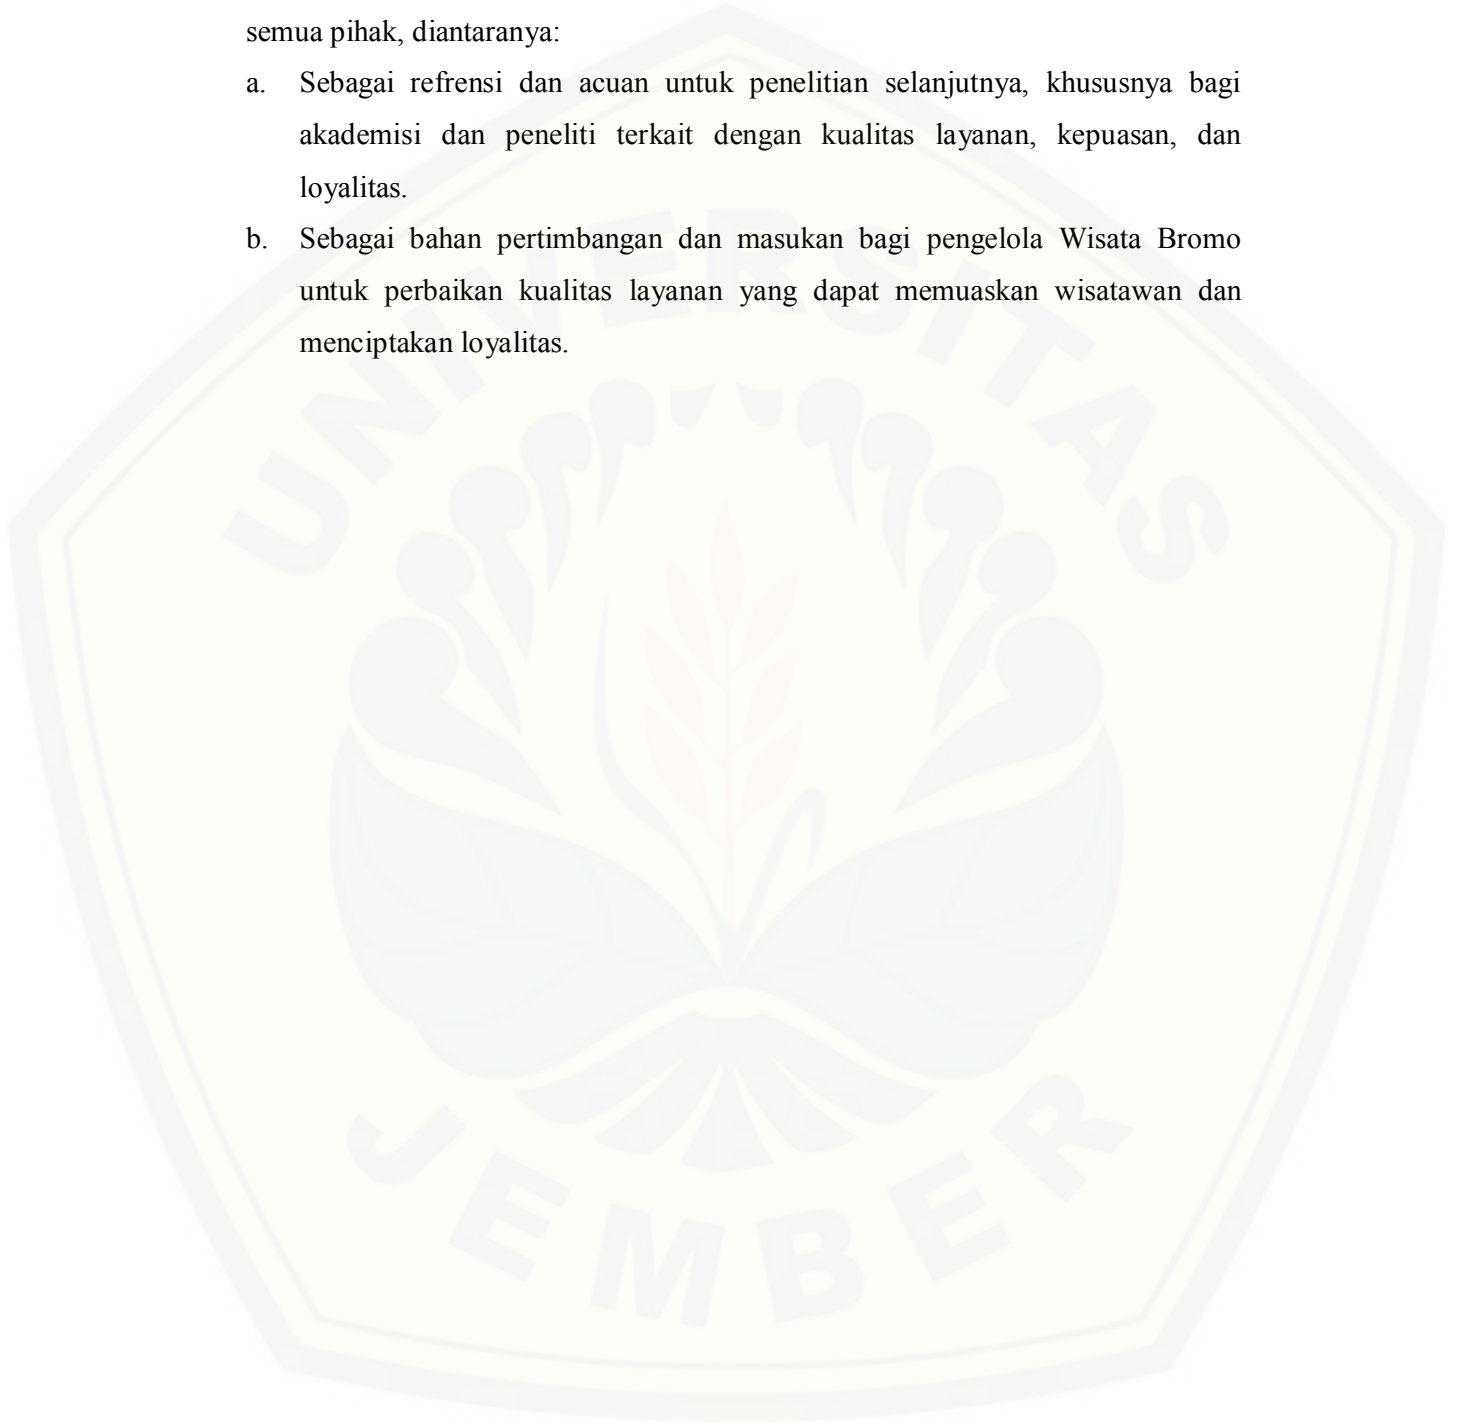 semua pihak, diantaranya:
a. Sebagai refrensi dan acuan untuk penelitian selanjutnya, khususnya bagi
akademisi dan peneliti terkait dengan kualitas layanan, kepuasan, dan
loyalitas.
b. Sebagai bahan pertimbangan dan masukan bagi pengelola Wisata Bromo
untuk perbaikan kualitas layanan yang dapat memuaskan wisatawan dan
menciptakan loyalitas.
UNIVERSITAS
JEMBER